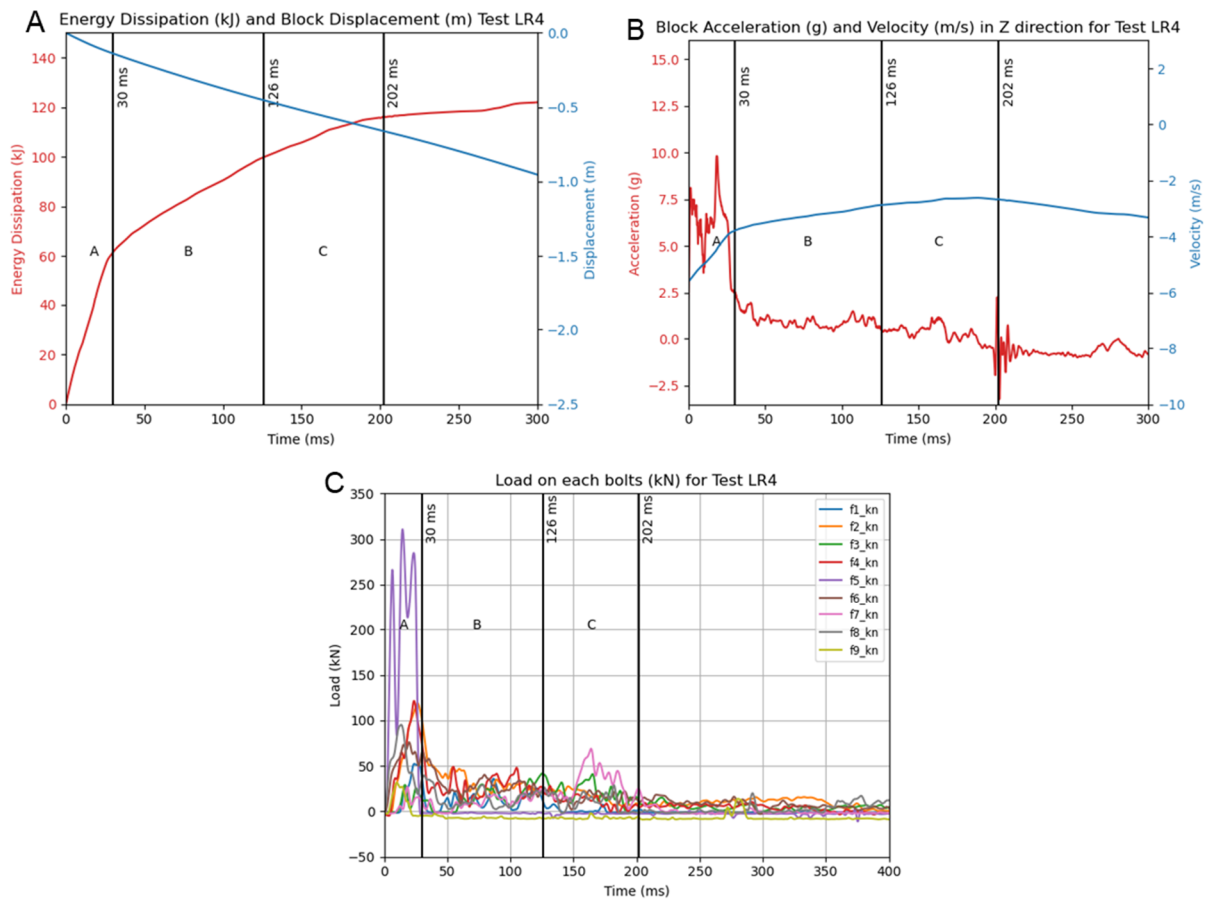 A
Energy Dissipation (kJ) and Block Displacement (m) Test LR4
140
120
100
80
60
40
20
0
Energy Dissipation (kJ)
30 ms
126 ms
202 ms
A
B
C
0.0
−0.5
−1.0
−1.5
−2.0
−2.5
Displacement (m)
0
50
100
150
200
250
300
Time (ms)
B
Block Acceleration (g) and Velocity (m/s) in Z direction for Test LR4
15.0
12.5
10.0
7.5
5.0
2.5
0.0
−2.5
Acceleration (g)
30 ms
126 ms
202 ms
A
B
C
2
0
−2
−4
−6
−8
−10
Velocity (m/s)
0
50
100
150
200
250
300
Time (ms)
C
Load on each bolts (kN) for Test LR4
350
300
250
200
150
100
50
0
−50
Load (kN)
30 ms
126 ms
202 ms
A
B
C
f1_kn
f2_kn
f3_kn
f4_kn
f5_kn
f6_kn
f7_kn
f8_kn
f9_kn
0
50
100
150
200
250
300
350
400
Time (ms)